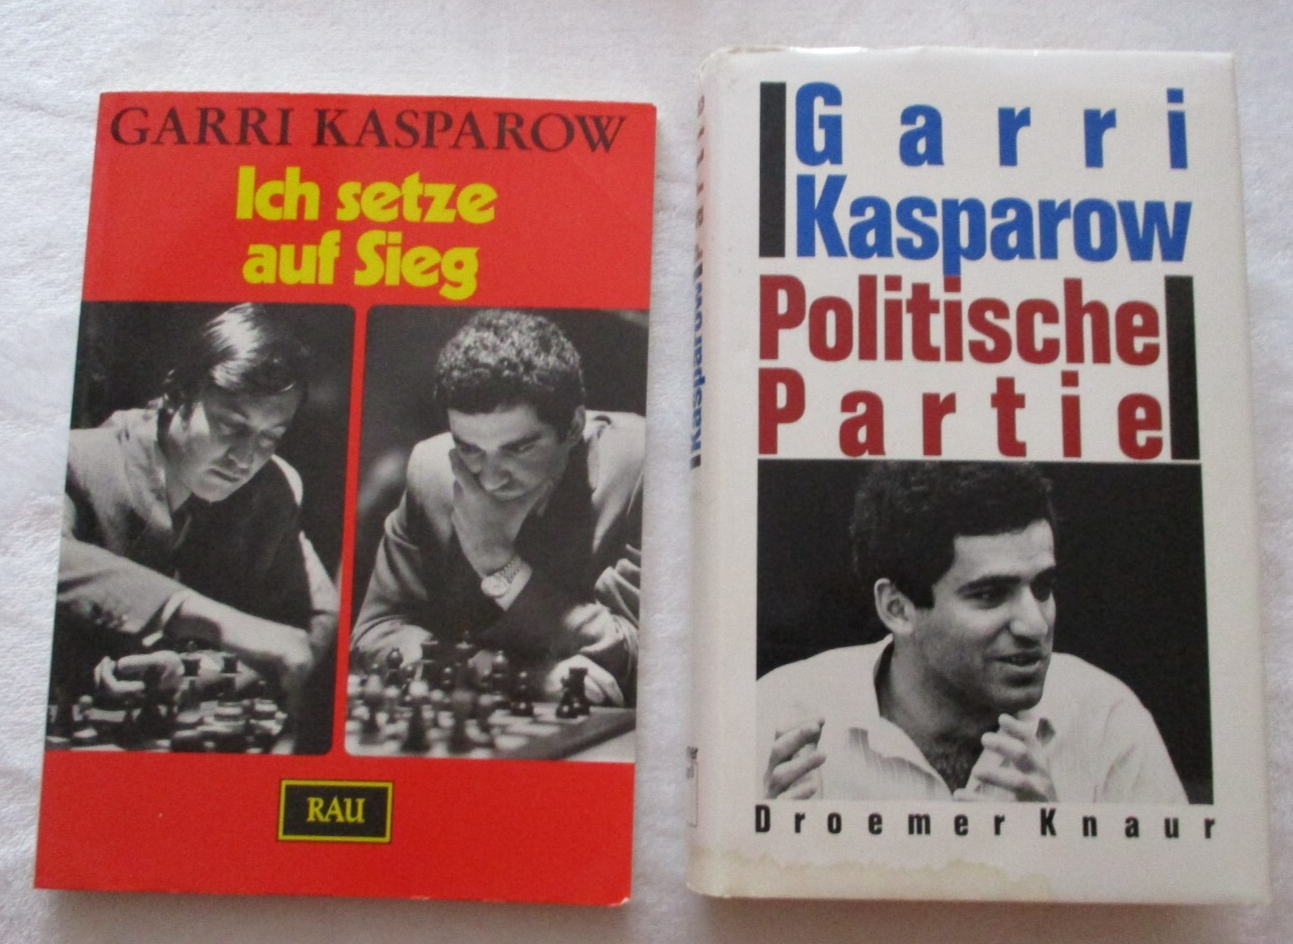 GARRI KASPAROW
Ich setze
auf Sieg
RAU
Garri
Kasparow
Politische
Partie
Droemer Knaur
Kasparow